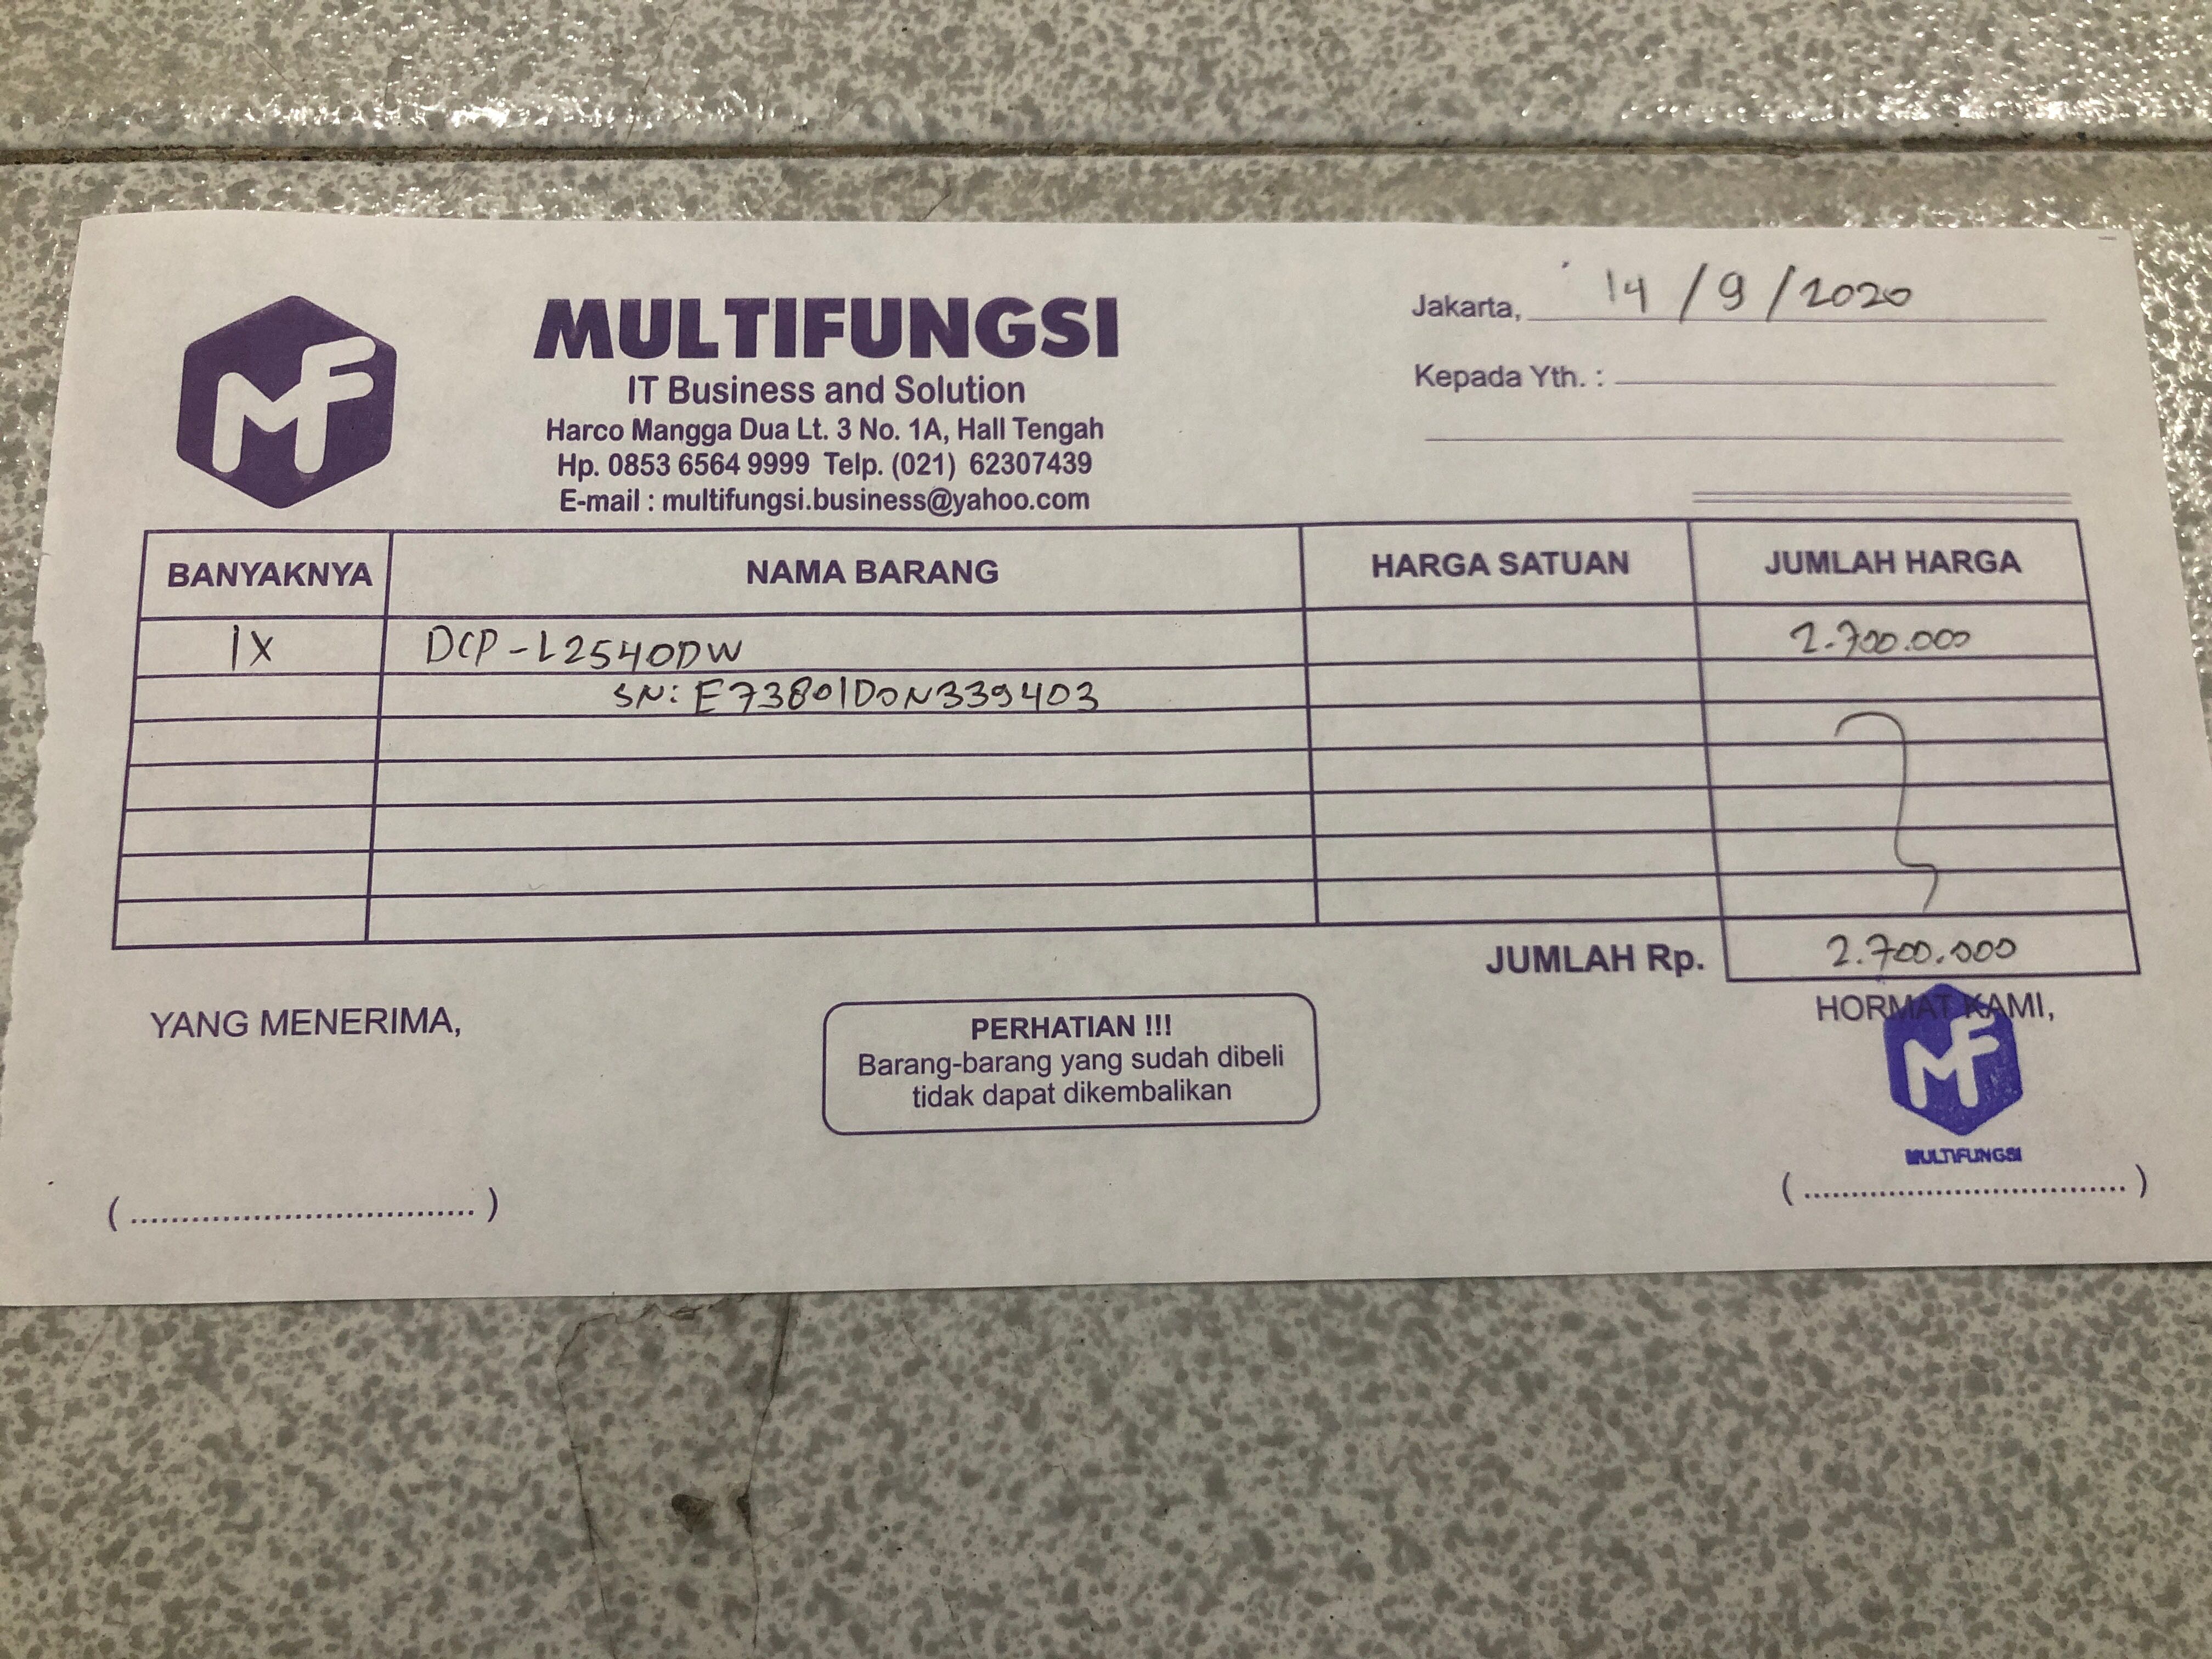 MF
MULTIFUNGSI
IT Business and Solution
Harco Mangga Dua Lt. 3 No. 1A, Hall Tengah
Hp. 0853 6564 9999 Telp. (021) 62307439
E-mail : multifungsi.business@yahoo.com
Jakarta, 14/9/2020
Kepada Yth. :
BANYAKNYA NAMA BARANG HARGA SATUAN JUMLAH HARGA
1X DCP-L2540DW 2.700.000
SN: E73801D0N339403
JUMLAH Rp. 2.700.000
YANG MENERIMA,
PERHATIAN !!!
Barang-barang yang sudah dibeli
tidak dapat dikembalikan
HORMAT KAMI,
MF
MULTIFUNGSI
(....................................)
(....................................)